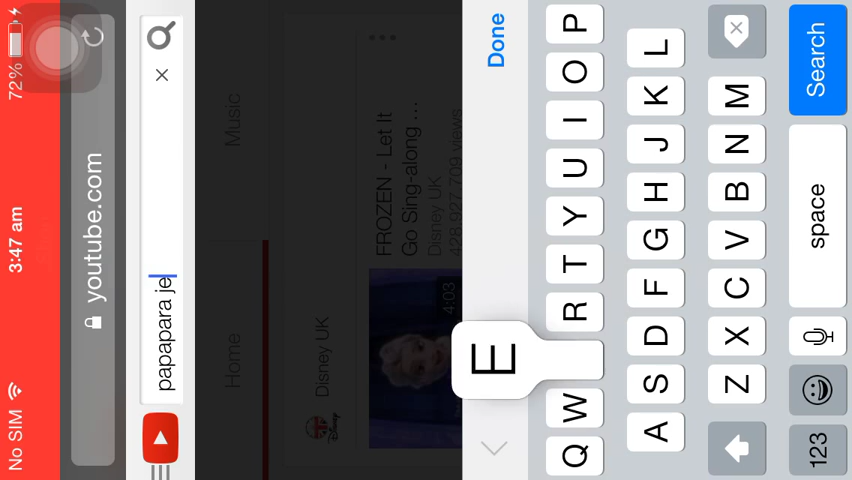 No SIM 3:47 am 72%
youtube.com
papapara je
Home Music
Disney UK
Disney
4:03
FROZEN - Let It
Go Sing-along ...
Disney UK
428,927,709 views
Done
E
Q W R T Y U I O P
A S D F G H J K L
Z X C V B N M
123 space Search